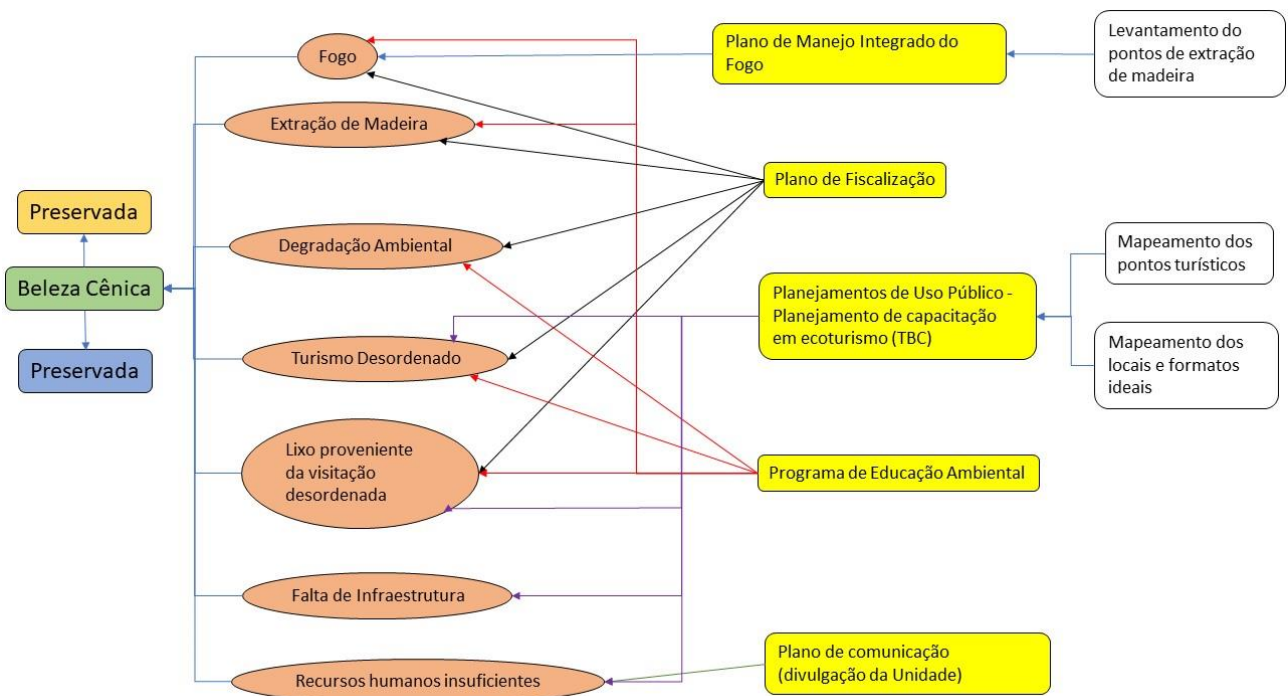 Fogo
Extração de Madeira
Preservada
Beleza Cênica
Preservada
Degradação Ambiental
Turismo Desordenado
Lixo proveniente
da visitação
desordenada
Falta de Infraestrutura
Recursos humanos insuficientes
Plano de Manejo Integrado do
Fogo
Plano de Fiscalização
Planejamentos de Uso Público -
Planejamento de capacitação
em ecoturismo (TBC)
Programa de Educação Ambiental
Plano de comunicação
(divulgação da Unidade)
Levantamento do
pontos de extração
de madeira
Mapeamento dos
pontos turísticos
Mapeamento dos
locais e formatos
ideais